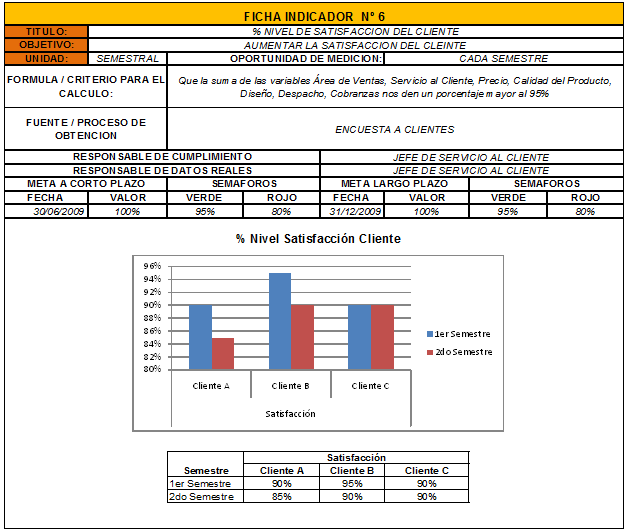 FICHA INDICADOR N° 6
TITULO: % NIVEL DE SATISFACCION DEL CLIENTE
OBJETIVO: AUMENTAR LA SATISFACCION DEL CLEINTE
UNIDAD: SEMESTRAL OPORTUNIDAD DE MEDICION: CADA SEMESTRE
FORMULA / CRITERIO PARA EL CALCULO: Que la suma de las variables Área de Ventas, Servicio al Cliente, Precio, Calidad del Producto,
Diseño, Despacho, Cobranzas nos den un porcentaje mayor al 95%
FUENTE / PROCESO DE OBTENCION ENCUESTA A CLIENTES
RESPONSABLE DE CUMPLIMIENTO JEFE DE SERVICIO AL CLIENTE
RESPONSABLE DE DATOS REALES JEFE DE SERVICIO AL CLIENTE
META A CORTO PLAZO SEMAFOROS META LARGO PLAZO SEMAFOROS
FECHA VALOR VERDE ROJO FECHA VALOR VERDE ROJO
30/06/2009 100% 95% 80% 31/12/2009 100% 95% 80%
% Nivel Satisfacción Cliente
96%
94%
92%
90%
88%
86%
84%
82%
80%
Cliente A Cliente B Cliente C
Satisfacción
1er Semestre
2do Semestre
Satisfacción
Semestre Cliente A Cliente B Cliente C
1er Semestre 90% 95% 90%
2do Semestre 85% 90% 90%